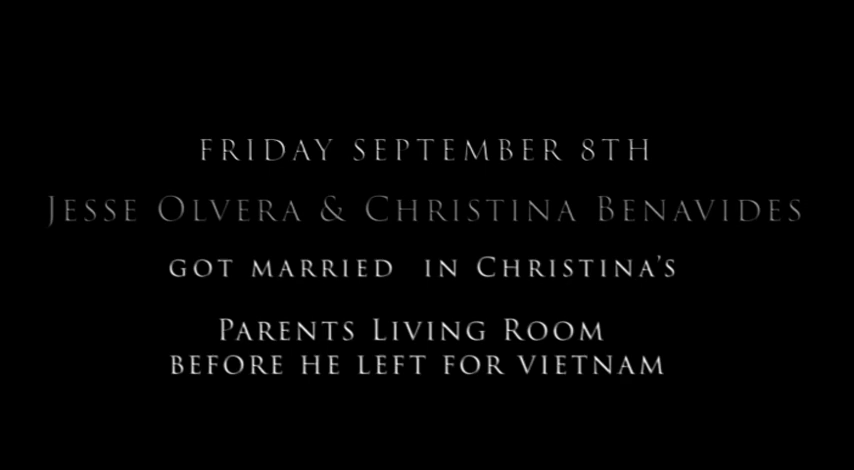 FRIDAY SEPTEMBER 8TH
JESSE OLVERA & CHRISTINA BENAVIDES
GOT MARRIED IN CHRISTINA'S
PARENTS LIVING ROOM
BEFORE HE LEFT FOR VIETNAM